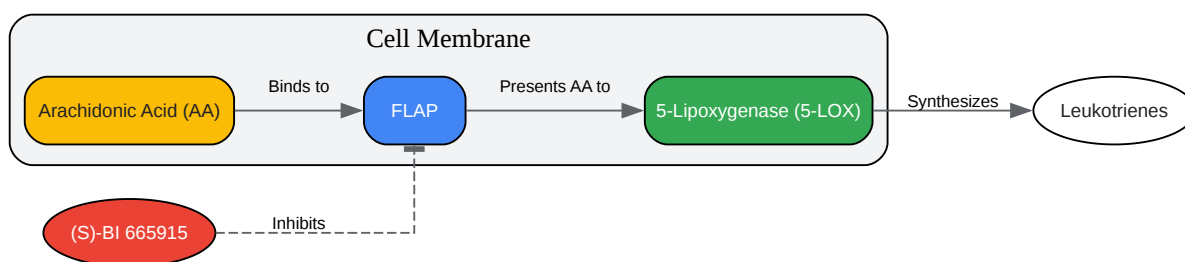 Cell Membrane
Arachidonic Acid (AA)
Binds to
FLAP
Presents AA to
5-Lipoxygenase (5-LOX)
Synthesizes
Leukotrienes
(S)-BI 665915
Inhibits